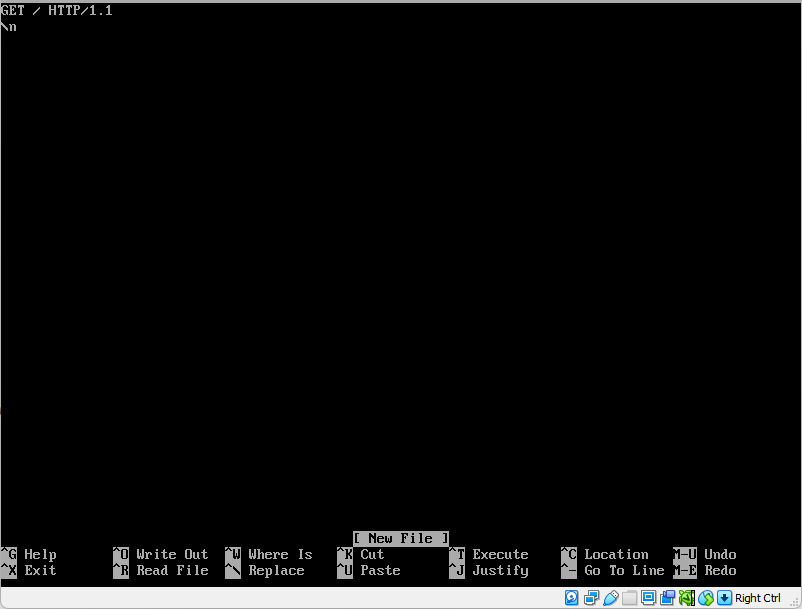 GET / HTTP/1.1
\n
[ New File ]
^G Help ^O Write Out ^W Where Is ^K Cut ^T Execute ^C Location M-U Undo
^X Exit ^R Read File ^\ Replace ^U Paste ^J Justify ^- Go To Line M-E Redo
Right Ctrl